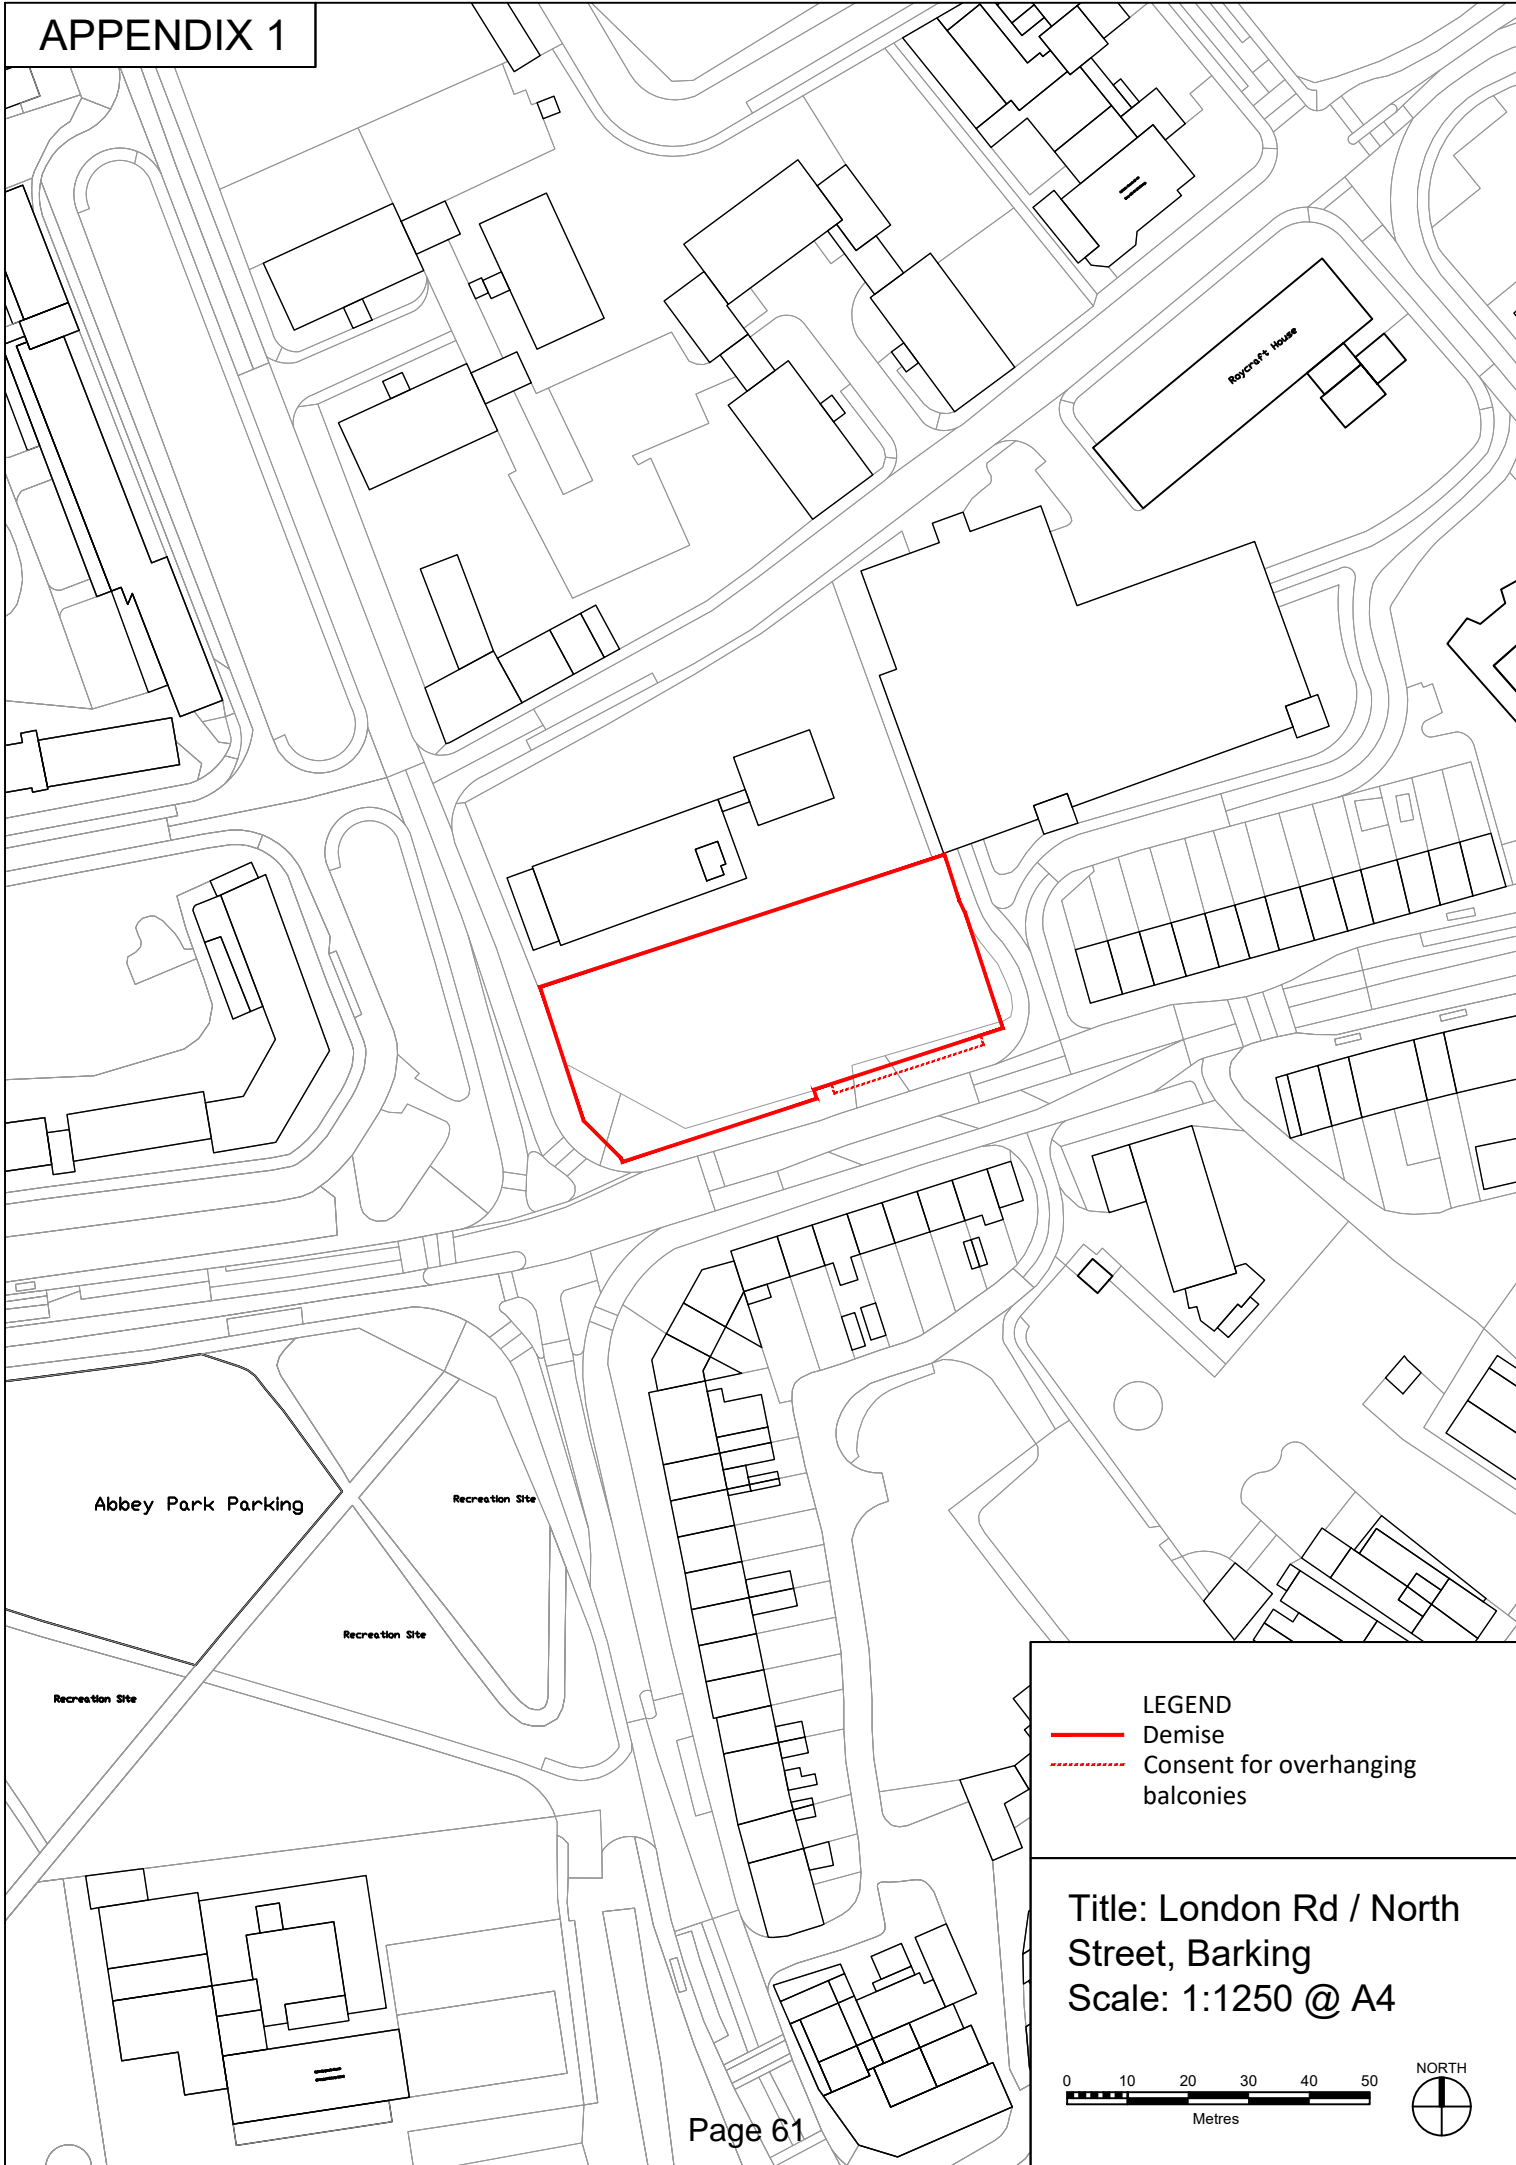 APPENDIX 1
Roycraft House
Abbey Park Parking
Recreation Site
Recreation Site
Recreation Site
LEGEND
Demise
Consent for overhanging
balconies
Title: London Rd / North
Street, Barking
Scale: 1:1250 @ A4
0 10 20 30 40 50
Metres
NORTH
Page 61